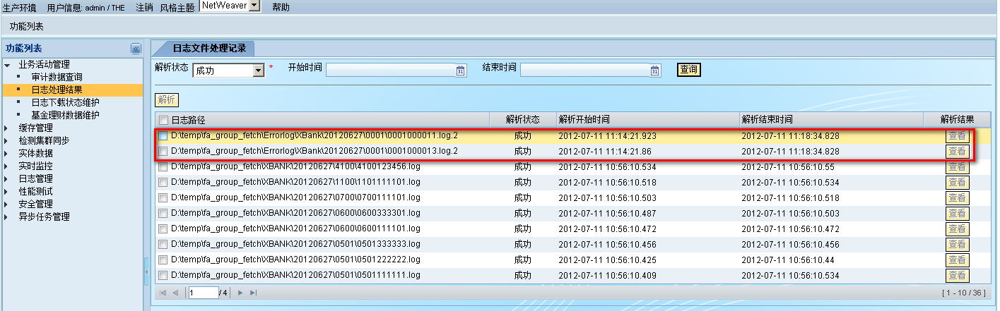 生产环境 用户信息: admin / THE 注销 风格主题: NetWeaver 帮助
功能列表
功能列表
业务活动管理
审计数据查询
日志处理结果
日志下载状态维护
基金理财数据维护
缓存管理
检测集群同步
实体数据
实时监控
日志管理
性能测试
安全管理
异步任务管理
日志文件处理记录
解析状态 成功 * 开始时间 31 结束时间 31 查询
解析
日志路径 解析状态 解析开始时间 解析结束时间 解析结果
D:\temp\fa_group_fetch\Errorlog\XBank\20120627\0001\0001000011.log.2 成功 2012-07-11 11:14:21.923 2012-07-11 11:18:34.828 查看
D:\temp\fa_group_fetch\Errorlog\XBank\20120627\0001\0001000013.log.2 成功 2012-07-11 11:14:21.86 2012-07-11 11:18:34.828 查看
D:\temp\fa_group_fetch\XBANK\20120627\4100\4100123456.log 成功 2012-07-11 10:56:10.534 2012-07-11 10:56:10.55 查看
D:\temp\fa_group_fetch\XBANK\20120627\1100\1101111101.log 成功 2012-07-11 10:56:10.518 2012-07-11 10:56:10.534 查看
D:\temp\fa_group_fetch\XBANK\20120627\0700\0700111101.log 成功 2012-07-11 10:56:10.503 2012-07-11 10:56:10.518 查看
D:\temp\fa_group_fetch\XBANK\20120627\0600\0600333301.log 成功 2012-07-11 10:56:10.487 2012-07-11 10:56:10.503 查看
D:\temp\fa_group_fetch\XBANK\20120627\0600\0600111101.log 成功 2012-07-11 10:56:10.472 2012-07-11 10:56:10.472 查看
D:\temp\fa_group_fetch\XBANK\20120627\0501\0501333333.log 成功 2012-07-11 10:56:10.456 2012-07-11 10:56:10.456 查看
D:\temp\fa_group_fetch\XBANK\20120627\0501\0501222222.log 成功 2012-07-11 10:56:10.425 2012-07-11 10:56:10.44 查看
D:\temp\fa_group_fetch\XBANK\20120627\0501\0501111111.log 成功 2012-07-11 10:56:10.409 2012-07-11 10:56:10.534 查看
1 / 4 [ 1 - 10 / 36 ]